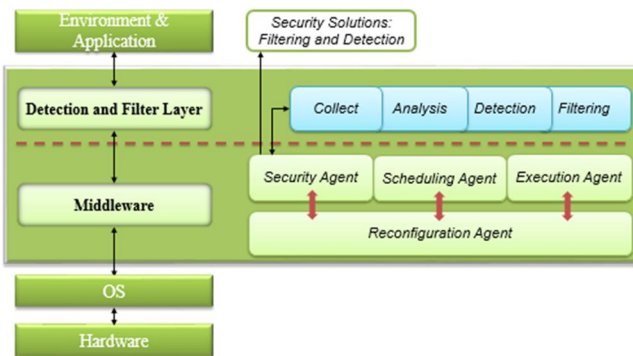 Environment &
Application
Security Solutions:
Filtering and Detection
Detection and Filter Layer
Collect
Analysis
Detection
Filtering
Security Agent
Scheduling Agent
Execution Agent
Middleware
Reconfiguration Agent
OS
Hardware